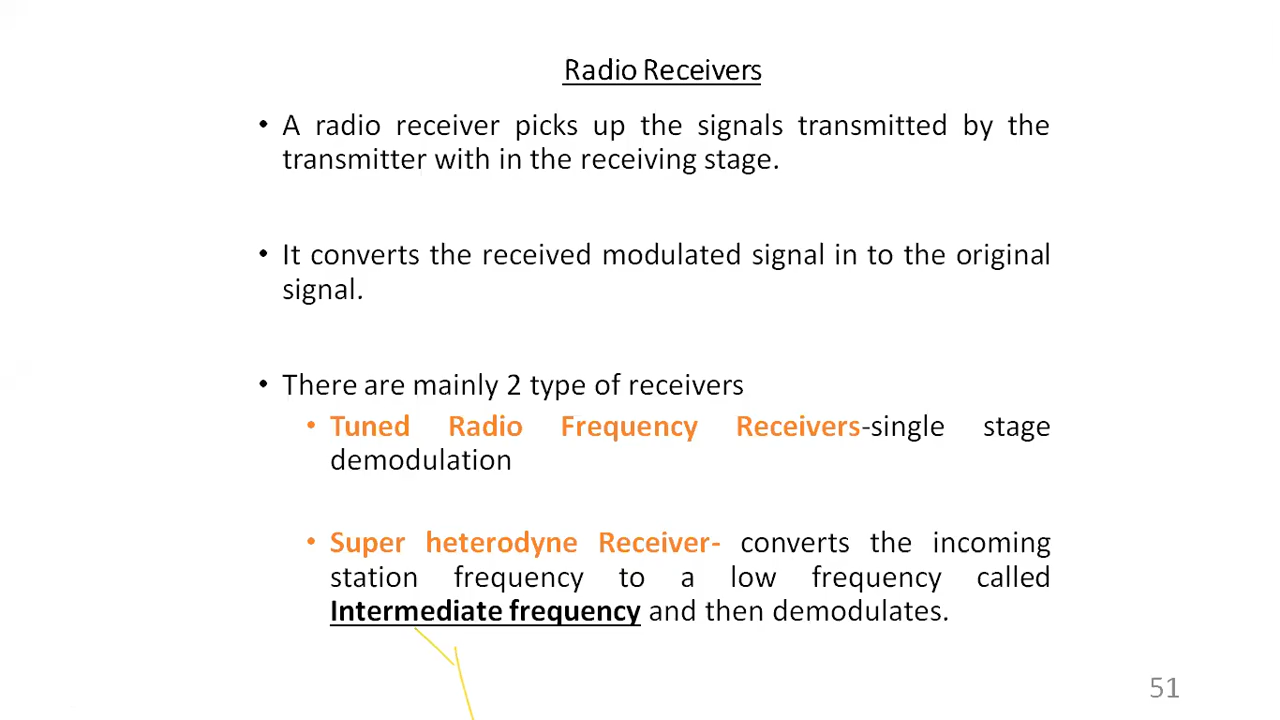 Radio Receivers
• A radio receiver picks up the signals transmitted by the
transmitter with in the receiving stage.
• It converts the received modulated signal in to the original
signal.
• There are mainly 2 type of receivers
• Tuned Radio Frequency Receivers-single stage
demodulation
• Super heterodyne Receiver- converts the incoming
station frequency to a low frequency called
Intermediate frequency and then demodulates.
51